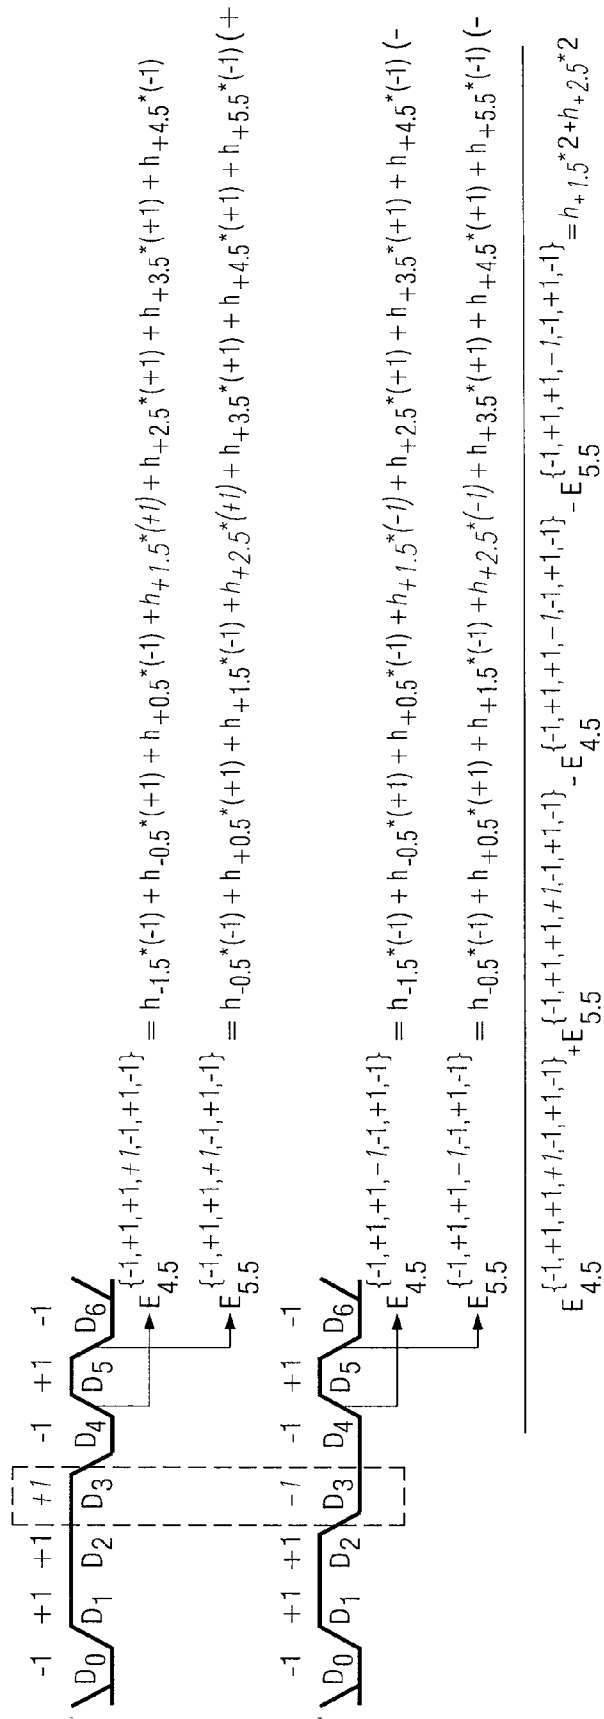 -1 +1 +1 +1 -1 +1 -1
D0 D1 D2 D3 D4 D5 D6
E4.5{-1,+1,+1,+1,-1,+1,-1} = h-1.5*(-1) + h-0.5*(+1) + h+0.5*(-1) + h+1.5*(+1) + h+2.5*(+1) + h+3.5*(+1) + h+4.5*(-1)
E5.5{-1,+1,+1,+1,-1,+1,-1} = h-0.5*(-1) + h+0.5*(+1) + h+1.5*(-1) + h+2.5*(+1) + h+3.5*(+1) + h+4.5*(+1) + h+5.5*(-1) (+
-1 +1 +1 -1 -1 +1 -1
D0 D1 D2 D3 D4 D5 D6
E4.5{-1,+1,+1,-1,-1,+1,-1} = h-1.5*(-1) + h-0.5*(+1) + h+0.5*(-1) + h+1.5*(-1) + h+2.5*(+1) + h+3.5*(+1) + h+4.5*(-1) (-
E5.5{-1,+1,+1,-1,-1,+1,-1} = h-0.5*(-1) + h+0.5*(+1) + h+1.5*(-1) + h+2.5*(-1) + h+3.5*(+1) + h+4.5*(+1) + h+5.5*(-1) (-
E4.5{-1,+1,+1,+1,-1,+1,-1} +E5.5{-1,+1,+1,+1,-1,+1,-1} -E4.5{-1,+1,+1,-1,-1,+1,-1} -E5.5{-1,+1,+1,-1,-1,+1,-1} =h+1.5*2+h+2.5*2